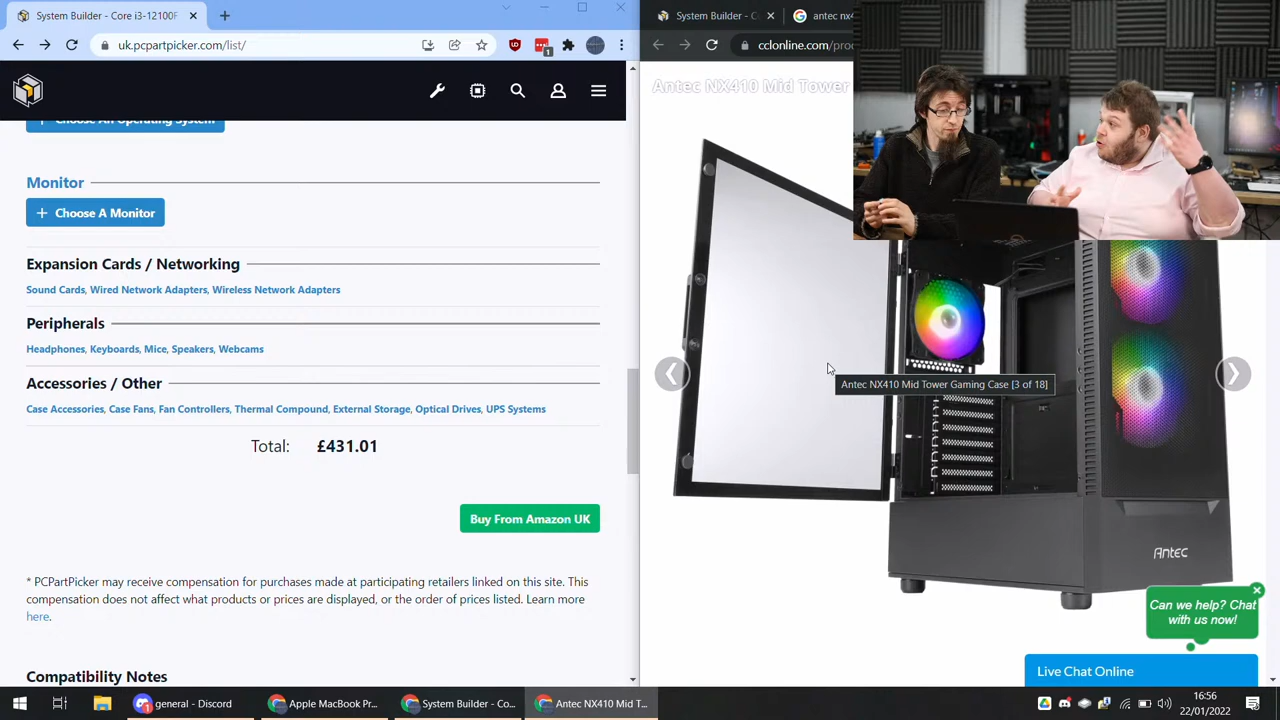 System Builder - Core i3-12100F
uk.pcpartpicker.com/list/
1
Choose An Operating System
Monitor
+ Choose A Monitor
Expansion Cards / Networking
Sound Cards, Wired Network Adapters, Wireless Network Adapters
Peripherals
Headphones, Keyboards, Mice, Speakers, Webcams
Accessories / Other
Case Accessories, Case Fans, Fan Controllers, Thermal Compound, External Storage, Optical Drives, UPS Systems
Total: £431.01
Buy From Amazon UK
* PCPartPicker may receive compensation for purchases made at participating retailers linked on this site. This
compensation does not affect what products or prices are displayed, or the order of prices listed. Learn more
here.
Compatibility Notes
System Builder - Co
antec nx4
cclonline.com/pro
Antec NX410 Mid Tower
Antec NX410 Mid Tower Gaming Case [3 of 18]
Antec
Can we help? Chat
with us now!
Live Chat Online
general - Discord
Apple MacBook Pr...
System Builder - Co...
Antec NX410 Mid T...
16:56
22/01/2022